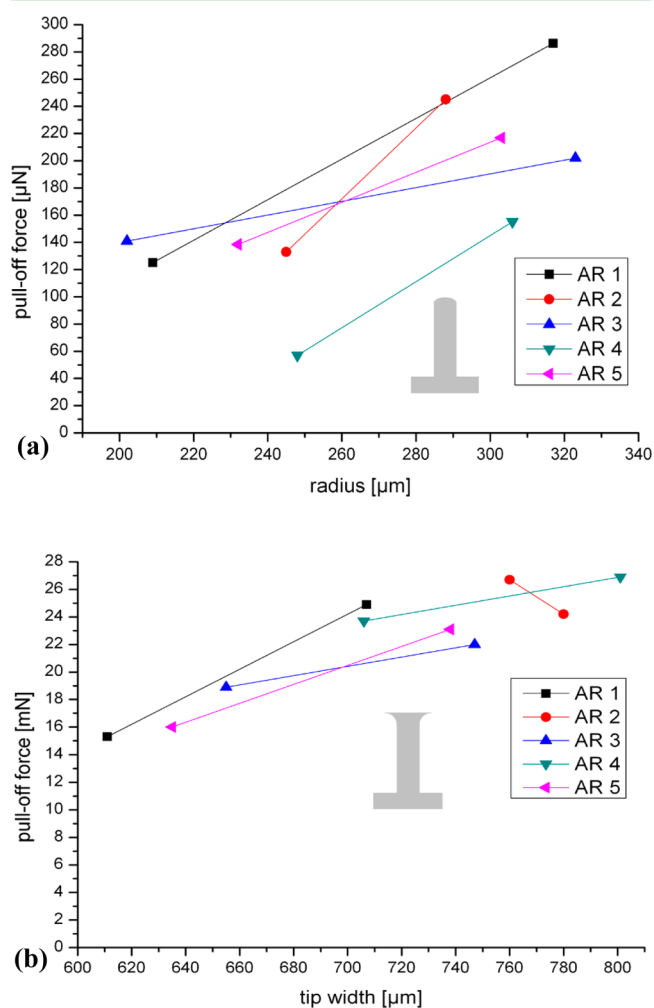 300
280
260
240
220
200
180
160
140
120
100
80
60
40
20
0
pull-off force [µN]
AR 1
AR 2
AR 3
AR 4
AR 5
(a)
200 220 240 260 280 300 320 340
radius [µm]
28
26
24
22
20
18
16
14
12
10
8
6
4
2
0
pull-off force [mN]
AR 1
AR 2
AR 3
AR 4
AR 5
(b)
600 620 640 660 680 700 720 740 760 780 800
tip width [µm]